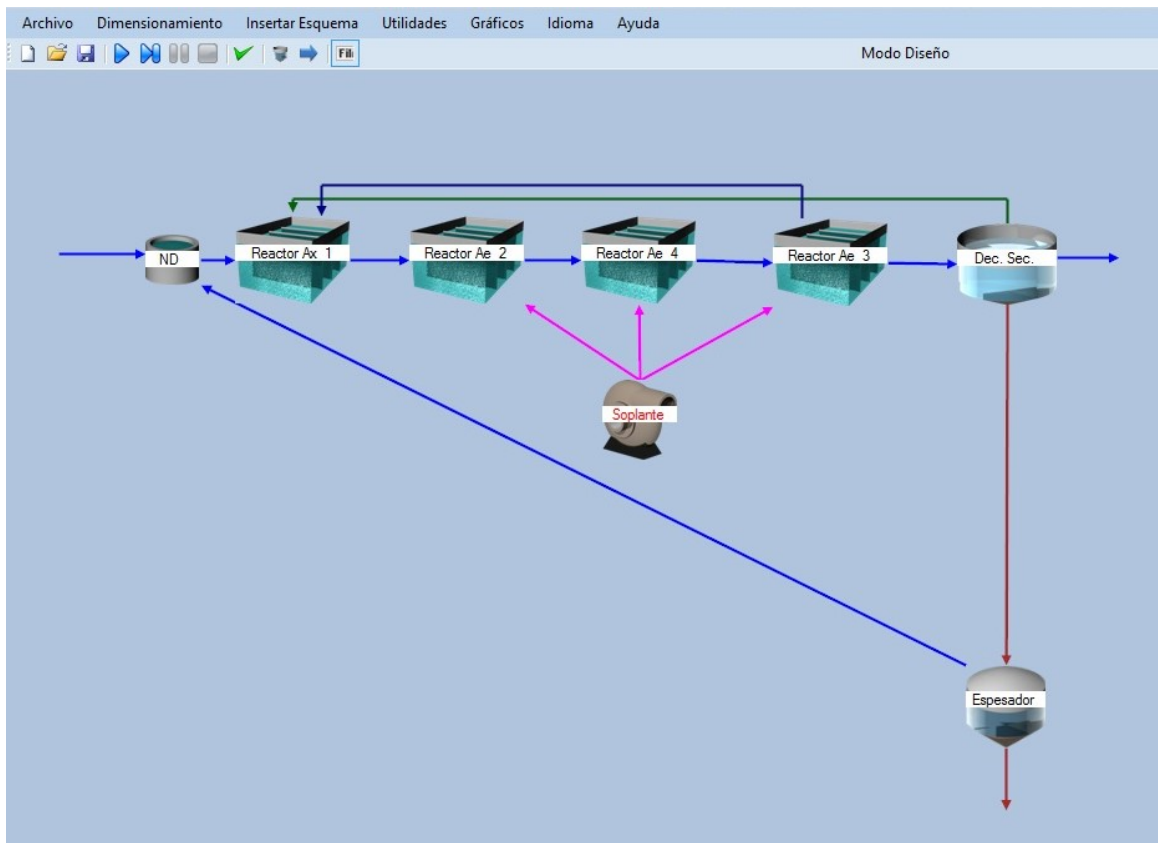 Archivo Dimensionamiento Insertar Esquema Utilidades Gráficos Idioma Ayuda
Modo Diseño
ND
Reactor Ax 1
Reactor Ae 2
Reactor Ae 4
Reactor Ae 3
Dec. Sec.
Soplante
Espesador